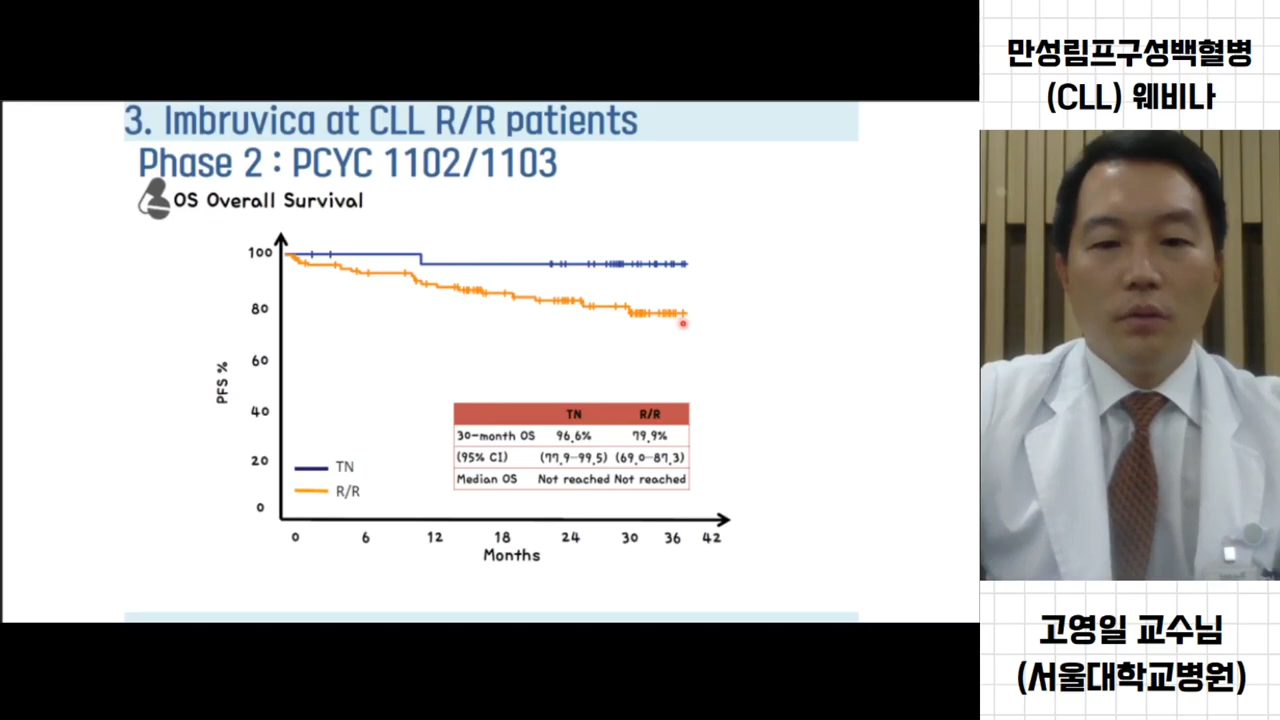 3. Imbruvica at CLL R/R patients
Phase 2 : PCYC 1102/1103
OS Overall Survival
100
80
60
40
20
0
PFS %
TN
R/R
TN R/R
30-month OS 96.6% 79.9%
(95% CI) (77.9-99.5) (69.0-87.3)
Median OS Not reached Not reached
0 6 12 18 24 30 36 42
Months
만성림프구성백혈병
(CLL) 웨비나
고영일 교수님
(서울대학교병원)